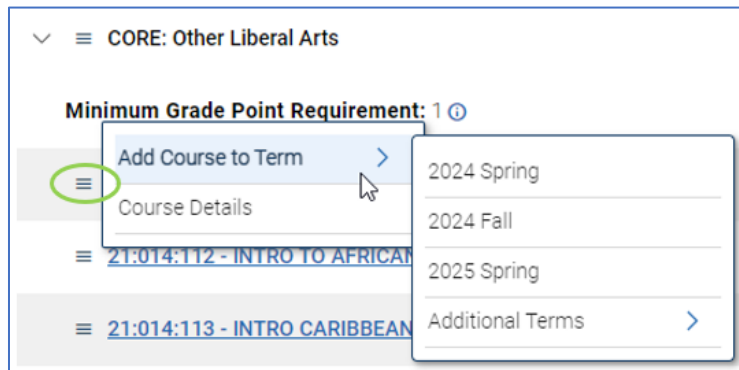 CORE: Other Liberal Arts
Minimum Grade Point Requirement: 1
Add Course to Term
Course Details
2024 Spring
2024 Fall
2025 Spring
Additional Terms
21:014:112 - INTRO TO AFRICAN
21:014:113 - INTRO CARIBBEAN